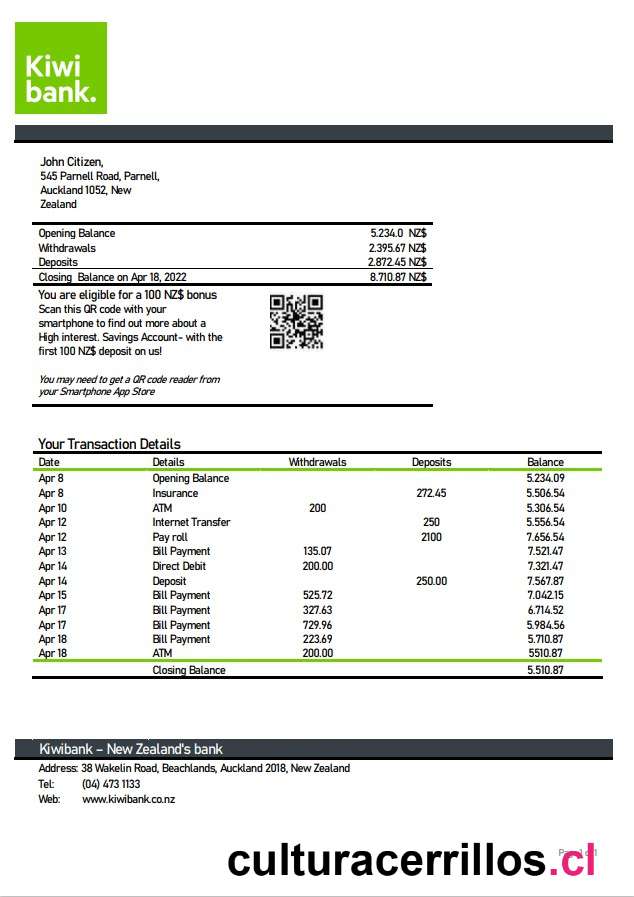 Kiwi
bank.
John Citizen,
545 Parnell Road, Parnell,
Auckland 1052, New
Zealand
Opening Balance 5.234.0 NZ$
Withdrawals 2.395.67 NZ$
Deposits 2.872.45 NZ$
Closing Balance on Apr 18, 2022 8.710.87 NZ$
You are eligible for a 100 NZ$ bonus
Scan this QR code with your
smartphone to find out more about a
High interest. Savings Account- with the
first 100 NZ$ deposit on us!
You may need to get a QR code reader from
your Smartphone App Store
Your Transaction Details
Date Details Withdrawals Deposits Balance
Apr 8 Opening Balance 5.234.09
Apr 8 Insurance 272.45 5.506.54
Apr 10 ATM 200 5.306.54
Apr 12 Internet Transfer 250 5.556.54
Apr 12 Pay roll 2100 7.656.54
Apr 13 Bill Payment 135.07 7.521.47
Apr 14 Direct Debit 200.00 7.321.47
Apr 14 Deposit 250.00 7.567.87
Apr 15 Bill Payment 525.72 7.042.15
Apr 17 Bill Payment 327.63 6.714.52
Apr 17 Bill Payment 729.96 5.984.56
Apr 18 Bill Payment 223.69 5.710.87
Apr 18 ATM 200.00 5510.87
Closing Balance 5.510.87
Kiwibank – New Zealand's bank
Address: 38 Wakelin Road, Beachlands, Auckland 2018, New Zealand
Tel: (04) 473 1133
Web: www.kiwibank.co.nz
culturacerrillos.cl